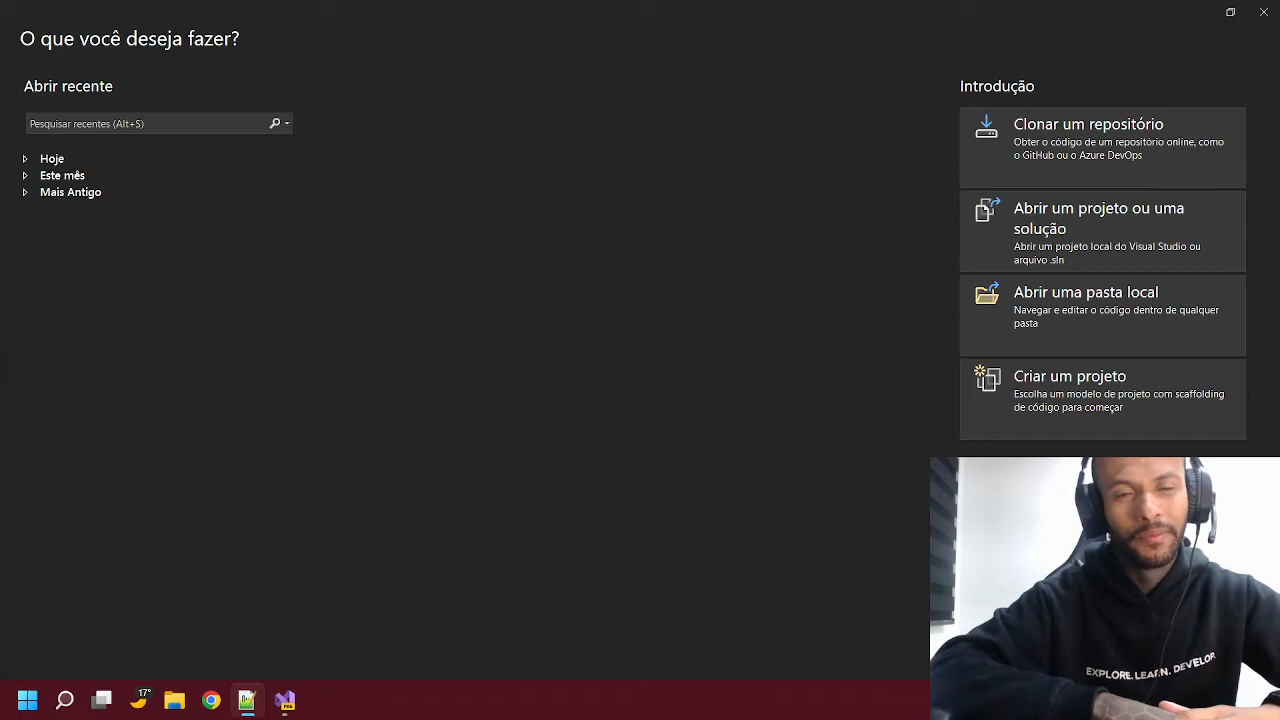 O que você deseja fazer?
Abrir recente
Pesquisar recentes (Alt+S)
Hoje
Este mês
Mais Antigo
Introdução
Clonar um repositório
Obter o código de um repositório online, como
o GitHub ou o Azure DevOps
Abrir um projeto ou uma
solução
Abrir um projeto local do Visual Studio ou
arquivo .sln
Abrir uma pasta local
Navegar e editar o código dentro de qualquer
pasta
Criar um projeto
Escolha um modelo de projeto com scaffolding
de código para começar
EXPLORE. LEARN. DEVELOP.
PRE